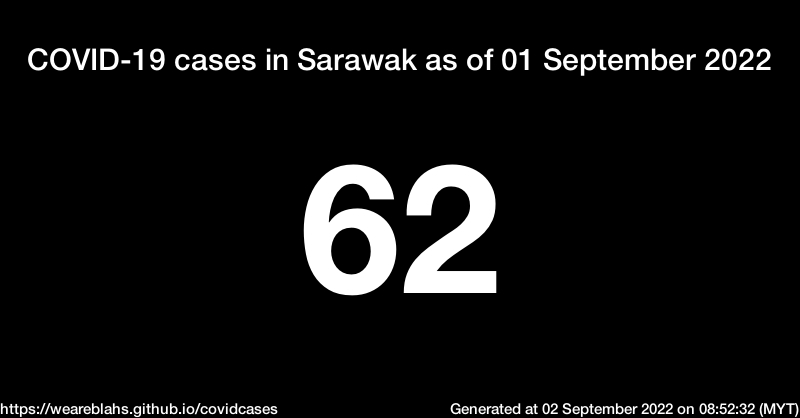 COVID-19 cases in Sarawak as of 01 September 2022
62
https://weareblahs.github.io/covidcases
Generated at 02 September 2022 on 08:52:32 (MYT)